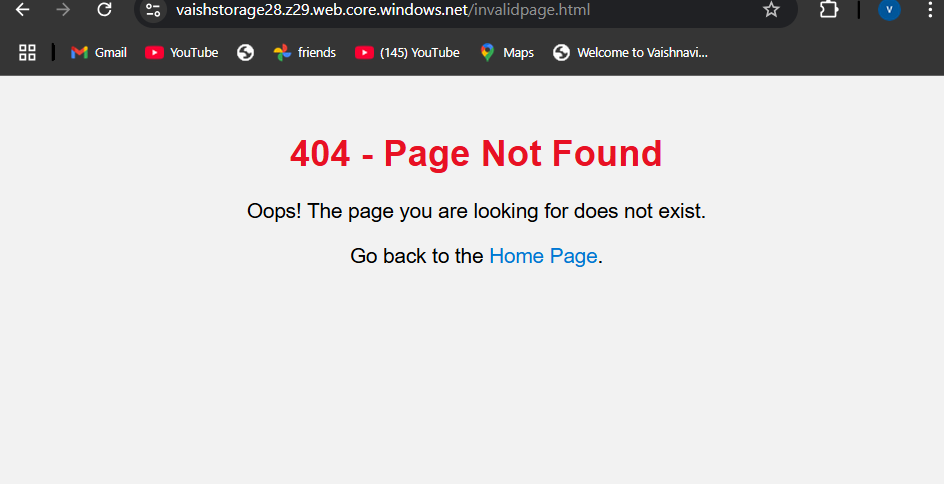 vaishstorage28.z29.web.core.windows.net/invalidpage.html
V
Gmail YouTube friends (145) YouTube Maps Welcome to Vaishnavi...
404 - Page Not Found
Oops! The page you are looking for does not exist.
Go back to the Home Page.